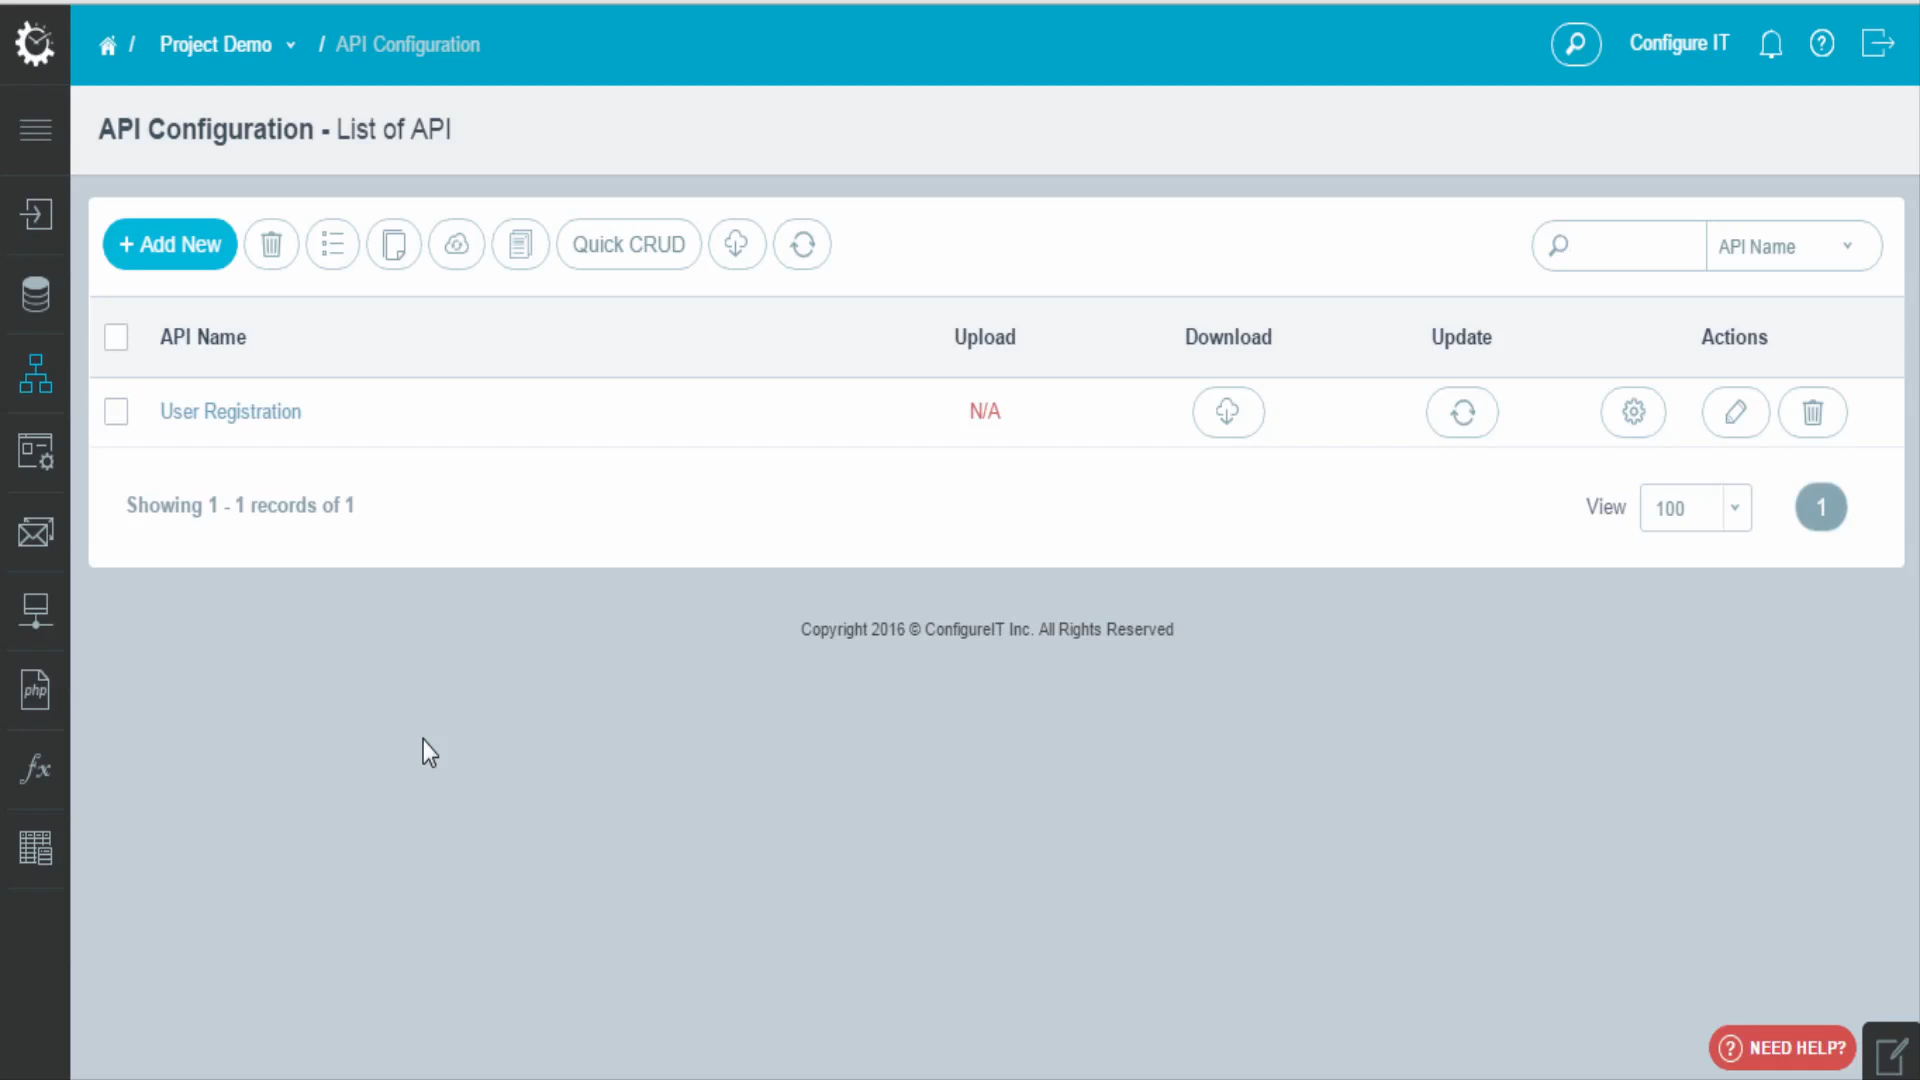 / Project Demo / API Configuration
Configure IT
API Configuration - List of API
+ Add New
Quick CRUD
API Name
API Name Upload Download Update Actions
User Registration N/A
Showing 1 - 1 records of 1
View 100 1
Copyright 2016 © ConfigureIT Inc. All Rights Reserved
php
fx
? NEED HELP?